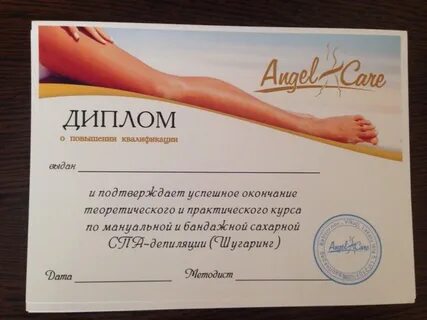 Angel Care
ДИПЛОМ
о повышении квалификации
выдан
и подтверждает успешное окончание
теоретического и практического курса
по мануальной и бандажной сахарной
СПА-депиляции (Шугаринг)
Angel Care
Дата Методист